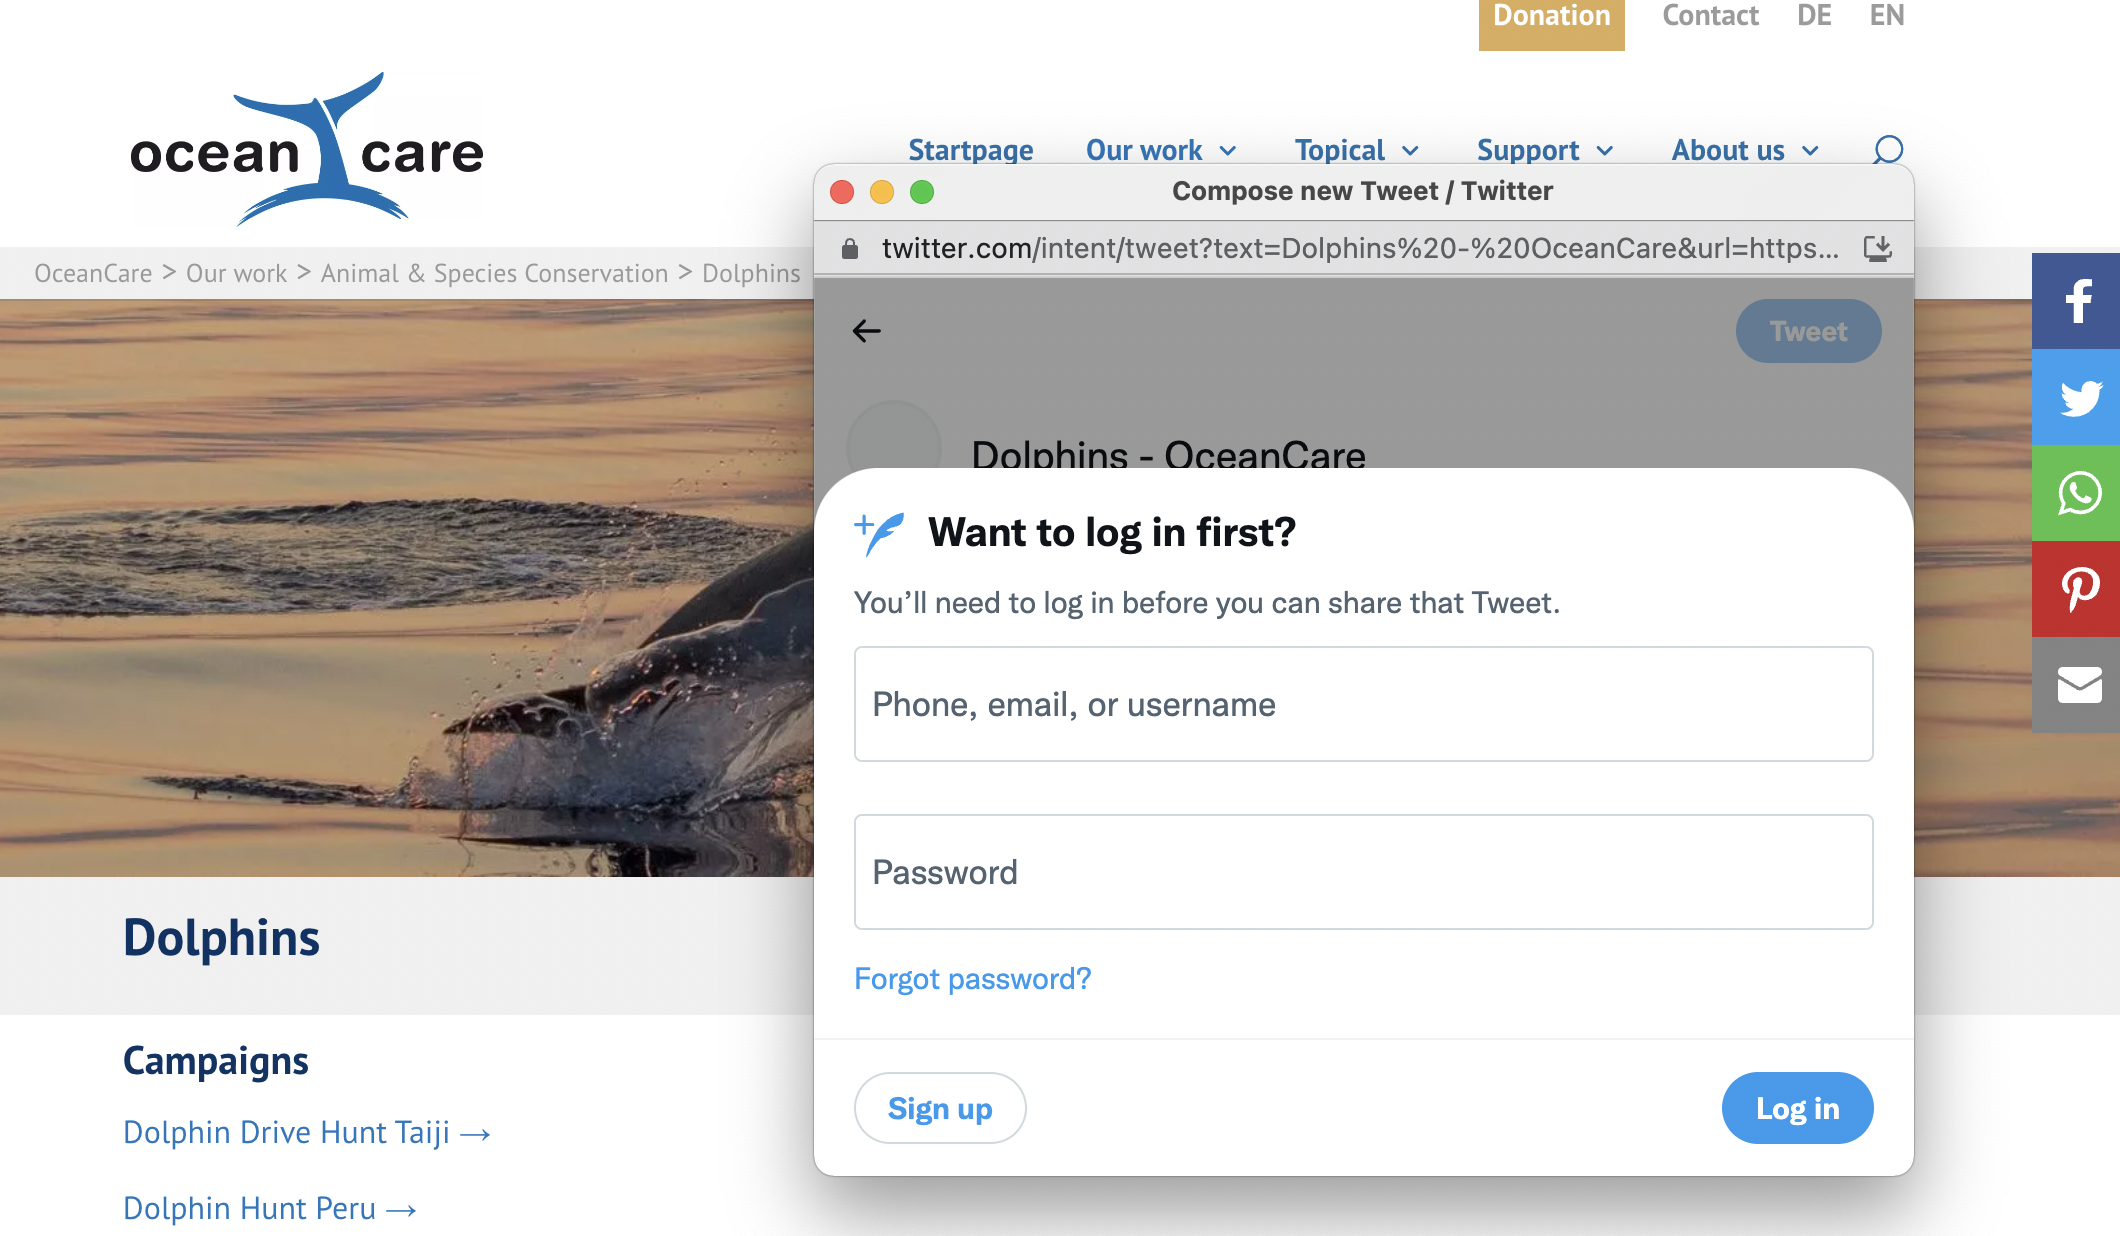 Donation Contact DE EN
ocean care
Startpage Our work Topical Support About us
Compose new Tweet / Twitter
twitter.com/intent/tweet?text=Dolphins%20-%20OceanCare&url=https...
OceanCare > Our work > Animal & Species Conservation > Dolphins
Tweet
Dolphins - OceanCare
Want to log in first?
You’ll need to log in before you can share that Tweet.
Phone, email, or username
Password
Forgot password?
Sign up Log in
Dolphins
Campaigns
Dolphin Drive Hunt Taiji →
Dolphin Hunt Peru →